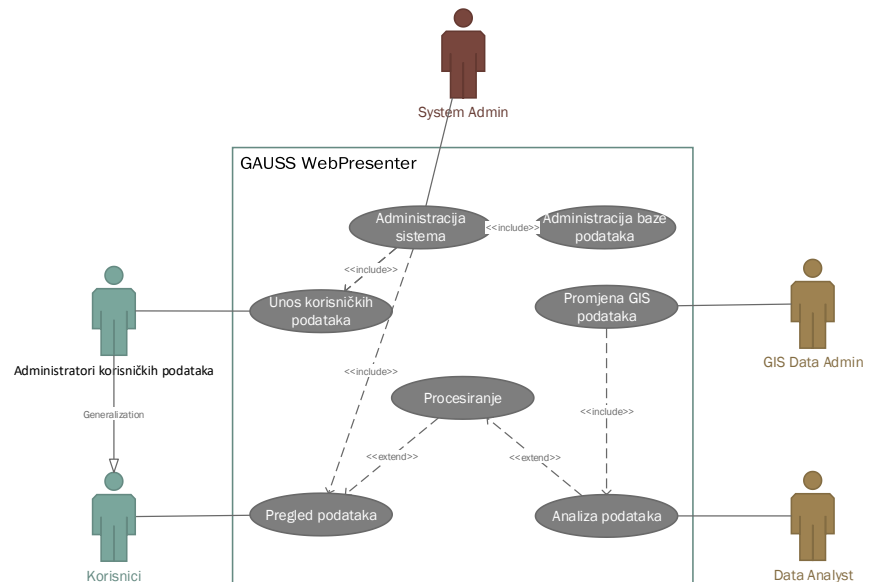 System Admin
GAUSS WebPresenter
Administracija
sistema
<<include>>
Administracija baze
podataka
<<include>>
Unos korisničkih
podataka
Promjena GIS
podataka
Administratori korisničkih podataka
GIS Data Admin
<<include>>
Procesiranje
<<include>>
Generalization
<<extend>>
<<extend>>
Pregled podataka
Analiza podataka
Korisnici
Data Analyst